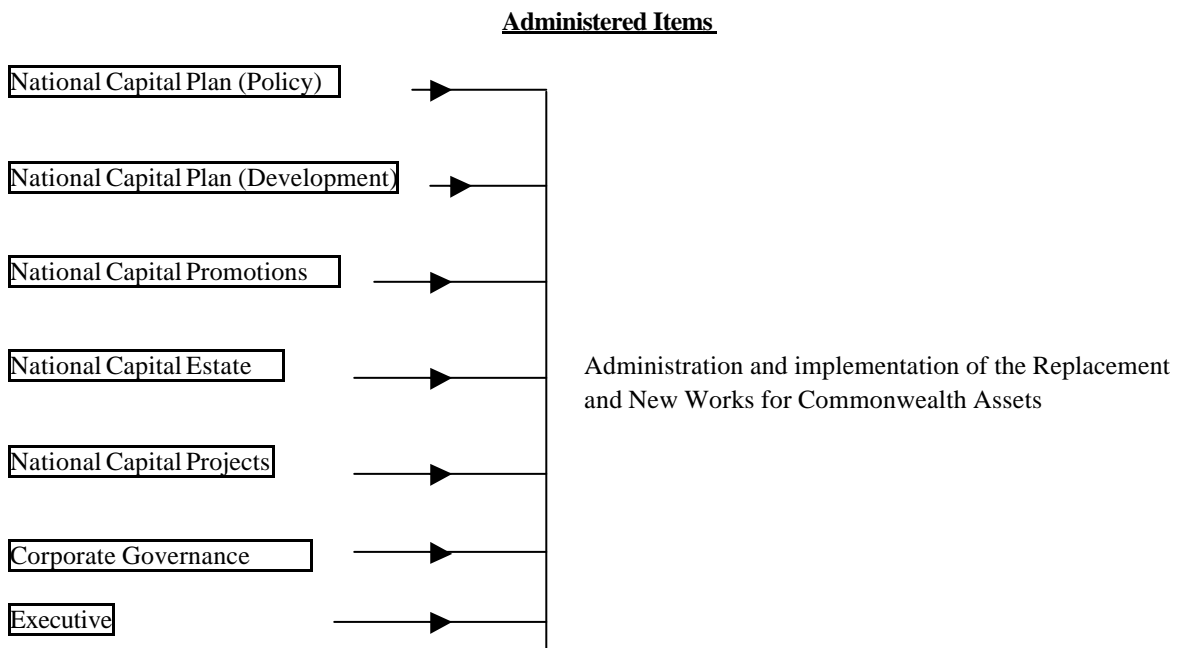 Administered Items
National Capital Plan (Policy)
National Capital Plan (Development)
National Capital Promotions
National Capital Estate
Administration and implementation of the Replacement
and New Works for Commonwealth Assets
National Capital Projects
Corporate Governance
Executive